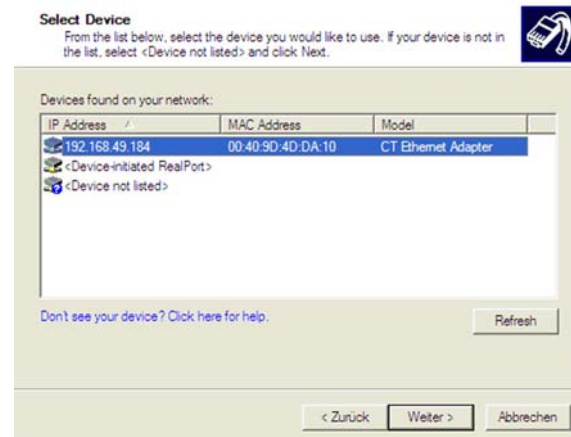 Select Device
From the list below, select the device you would like to use. If your device is not in
the list, select <Device not listed> and click Next.
Devices found on your network:
IP Address MAC Address Model
192.168.49.184 00:40:9D:4D:DA:10 CT Ethernet Adapter
<Device-initiated RealPort>
<Device not listed>
Don't see your device? Click here for help.
Refresh
< Zurück Weiter > Abbrechen